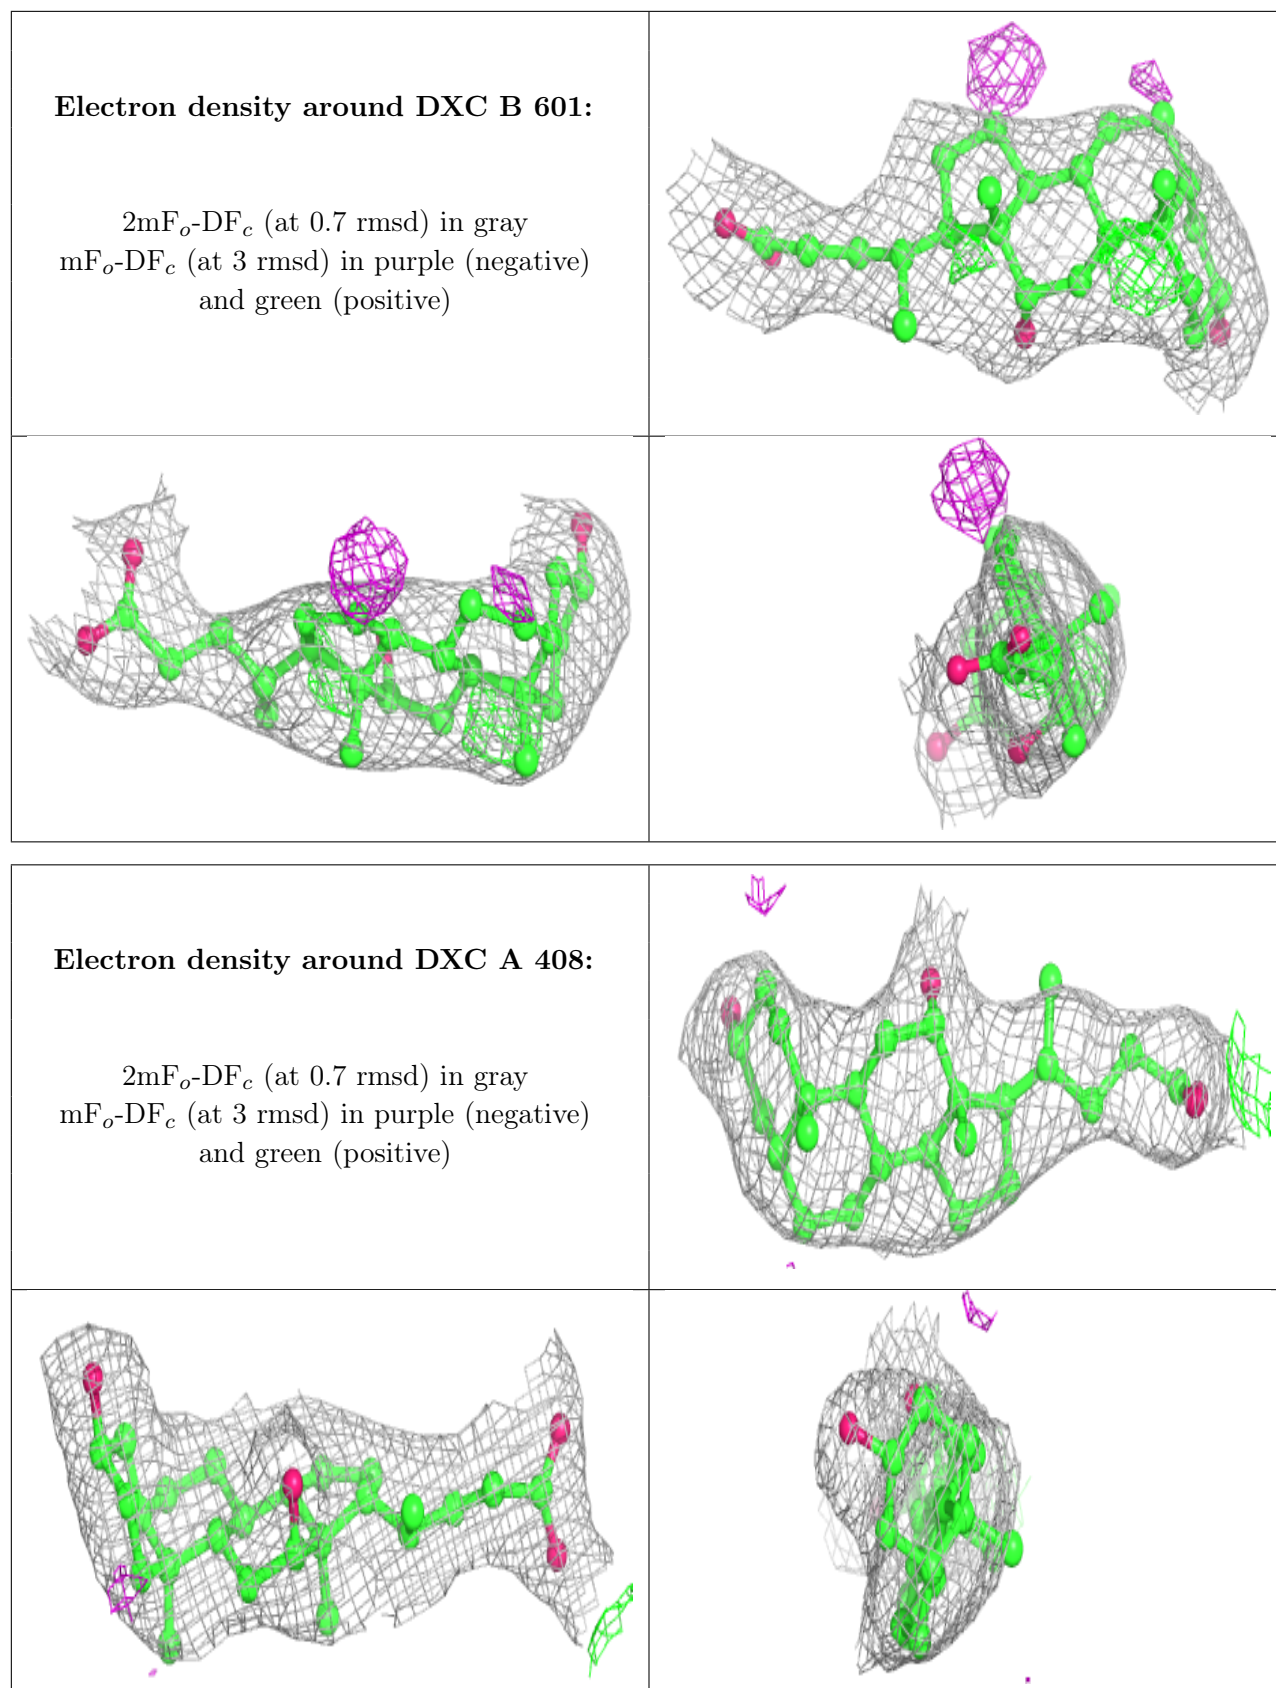 Electron density around DXC B 601:
2mFo-DFc (at 0.7 rmsd) in gray
mFo-DFc (at 3 rmsd) in purple (negative)
and green (positive)
Electron density around DXC A 408:
2mFo-DFc (at 0.7 rmsd) in gray
mFo-DFc (at 3 rmsd) in purple (negative)
and green (positive)